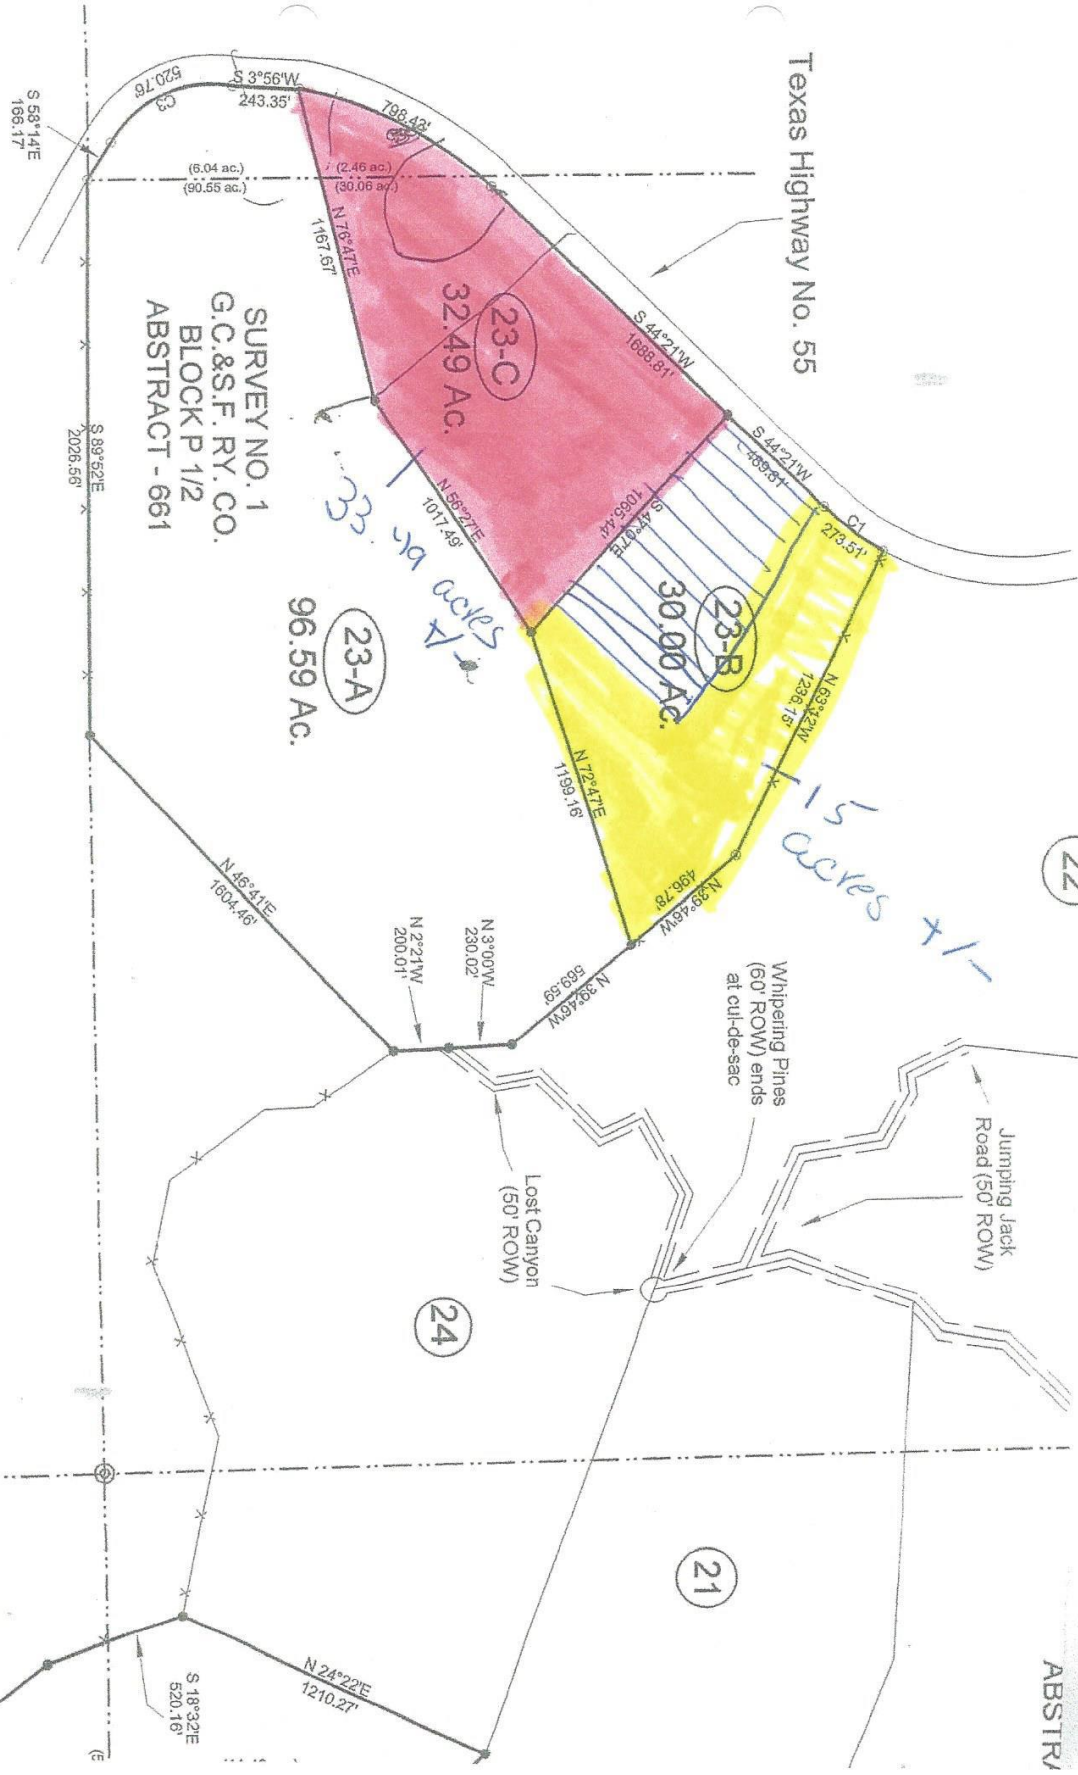 Texas Highway No. 55
ABSTRA
22
S 3°56'W
243.35'
520.76'
C3
S 58°14'E
166.17'
798.42'
(6.04 ac.)
(90.55 ac.)
(2.46 ac.)
(30.06 ac.)
N 76°47'E
1167.67'
23-C
32.49 Ac.
S 44°21'W
1688.81'
S 44°21'W
469.81'
C1
273.51'
S 47°07'E
1065.44'
23-B
30.00 Ac.
N 63°12'W
1236.15'
15
acres +/-
N 56°27'E
1017.49'
33.49 acres
+/-
SURVEY NO. 1
G.C.&S.F. RY. CO.
BLOCK P 1/2
ABSTRACT - 661
S 89°52'E
2026.56'
23-A
96.59 Ac.
N 72°47'E
1199.16'
N 39°46'W
496.78'
N 39°46'W
569.59'
N 46°41'E
1604.46'
N 2°21'W
200.01'
N 3°00'W
230.02'
Whipering Pines
(60' ROW) ends
at cul-de-sac
Jumping Jack
Road (50' ROW)
Lost Canyon
(50' ROW)
24
21
N 24°22'E
1210.27'
S 18°32'E
520.16'
(E